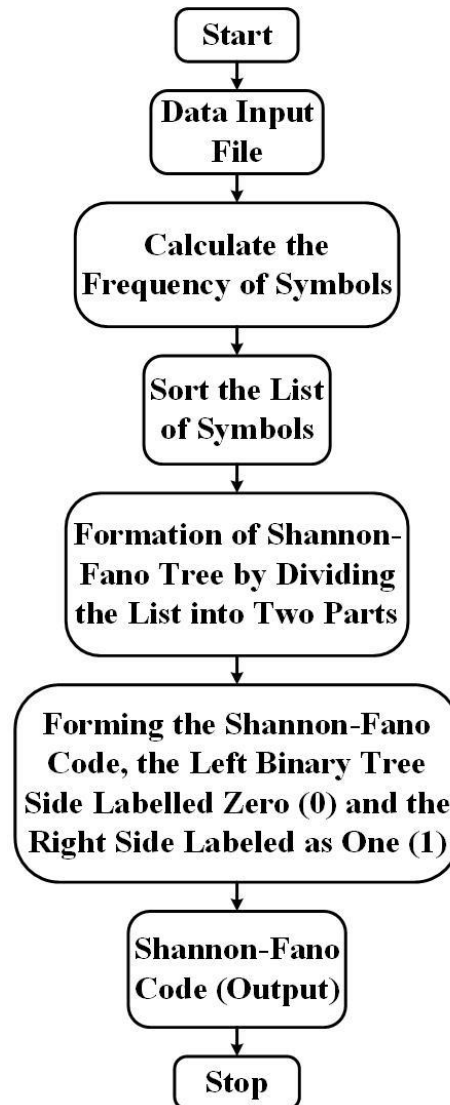 Start
Data Input
File
Calculate the
Frequency of Symbols
Sort the List
of Symbols
Formation of Shannon-
Fano Tree by Dividing
the List into Two Parts
Forming the Shannon-Fano
Code, the Left Binary Tree
Side Labelled Zero (0) and the
Right Side Labeled as One (1)
Shannon-Fano
Code (Output)
Stop